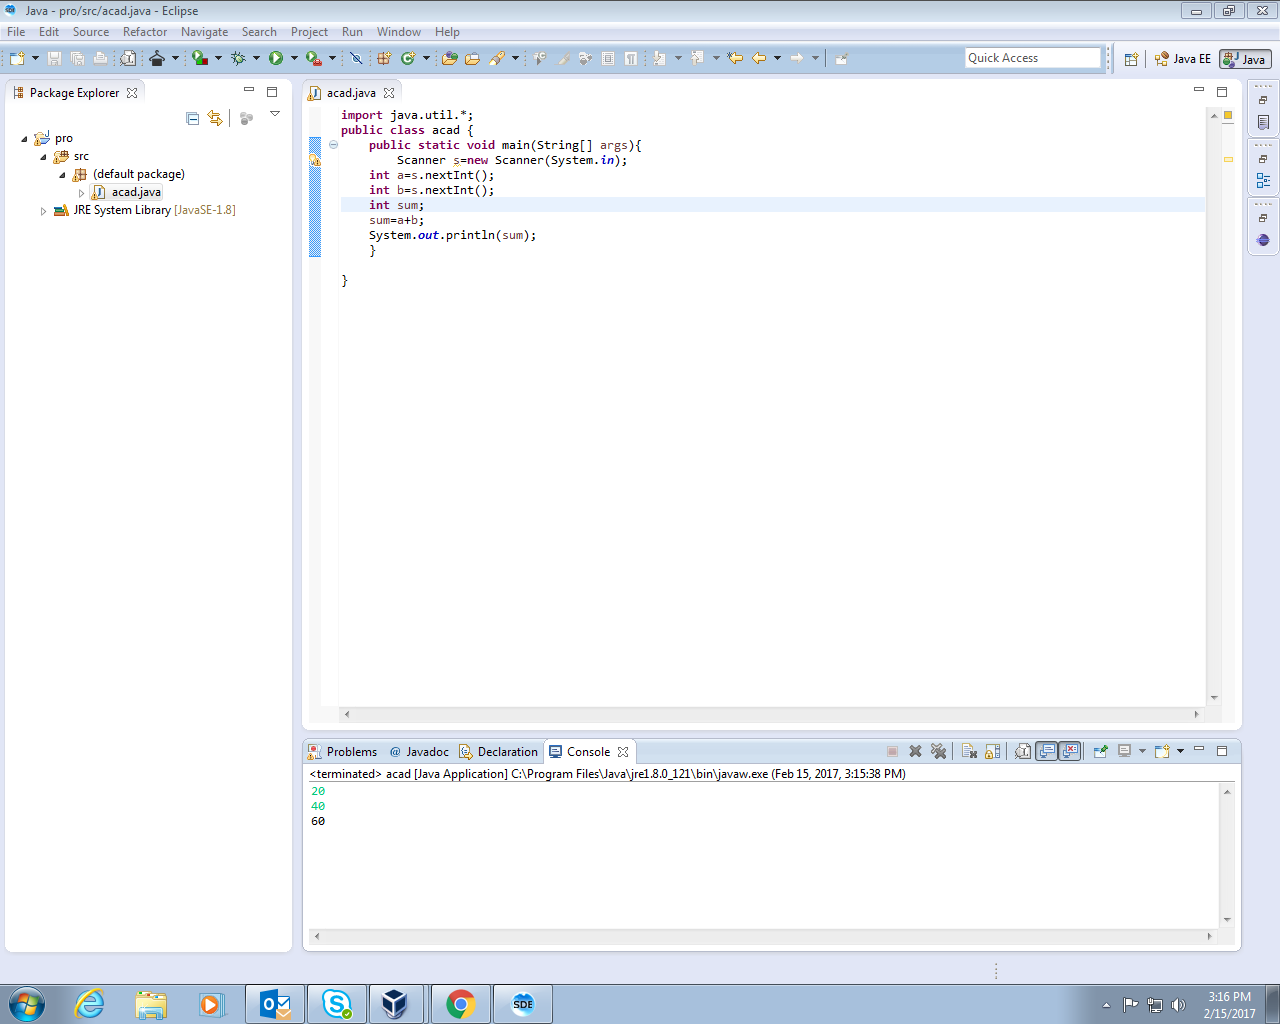 Java - pro/src/acad.java - Eclipse
File Edit Source Refactor Navigate Search Project Run Window Help
Quick Access
Java EE
Java
Package Explorer
pro
src
(default package)
acad.java
JRE System Library [JavaSE-1.8]
acad.java
import java.util.*;
public class acad {
public static void main(String[] args){
Scanner s=new Scanner(System.in);
int a=s.nextInt();
int b=s.nextInt();
int sum;
sum=a+b;
System.out.println(sum);
}
}
Problems @ Javadoc Declaration Console
<terminated> acad [Java Application] C:\Program Files\Java\jre1.8.0_121\bin\javaw.exe (Feb 15, 2017, 3:15:38 PM)
20
40
60
SDE
3:16 PM
2/15/2017